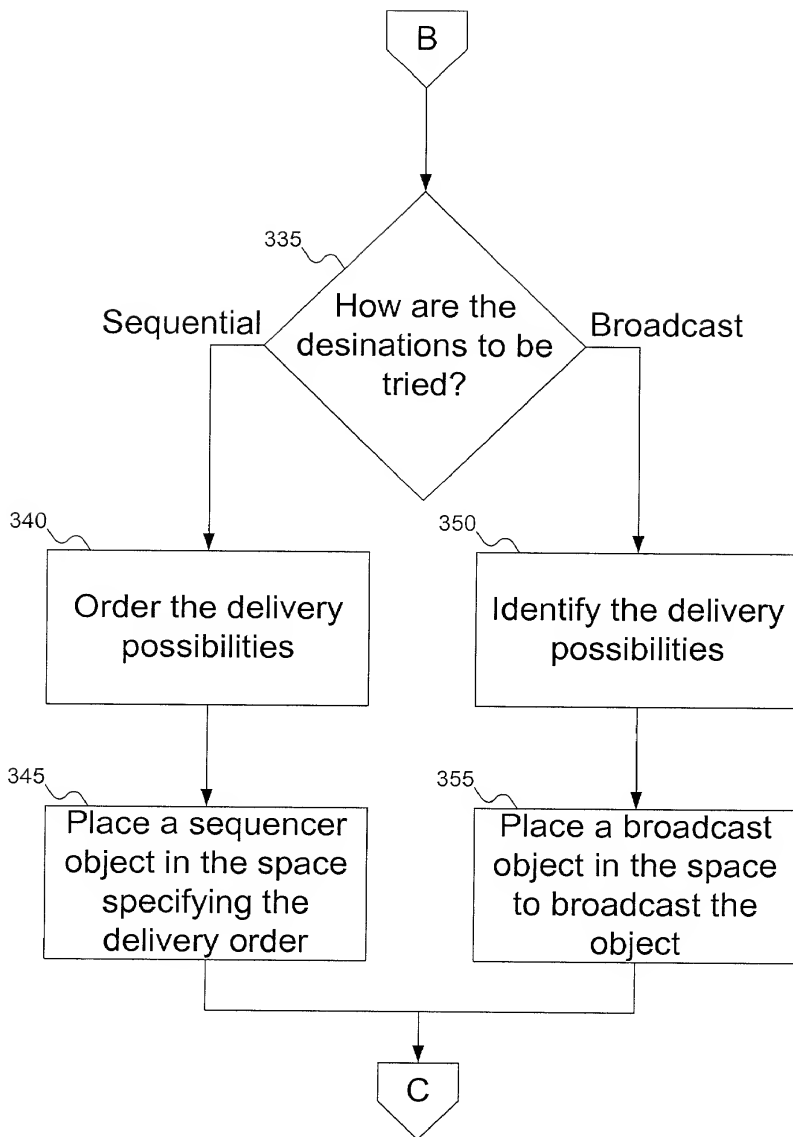 B
335
How are the
desinations to be
tried?
Sequential
Broadcast
340
Order the delivery
possibilities
350
Identify the delivery
possibilities
345
Place a sequencer
object in the space
specifying the
delivery order
355
Place a broadcast
object in the space
to broadcast the
object
C